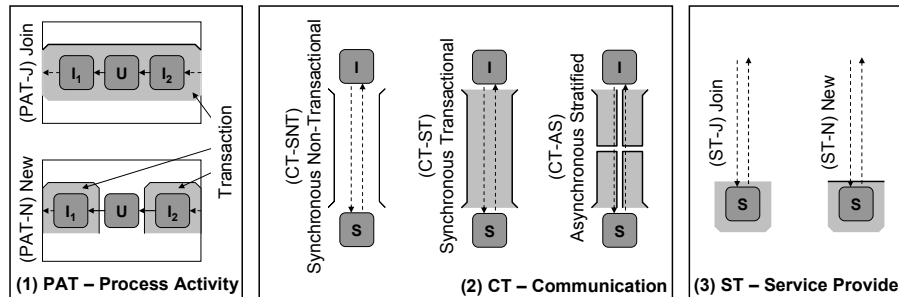 (PAT-J) Join
I1
U
I2
Transaction
(PAT-N) New
I1
U
I2
(1) PAT – Process Activity
(CT-SNT)
Synchronous Non-Transactional
I
S
(CT-ST)
Synchronous Transactional
I
S
(CT-AS)
Asynchronous Stratified
I
S
(2) CT – Communication
(ST-J) Join
S
(ST-N) New
S
(3) ST – Service Provide